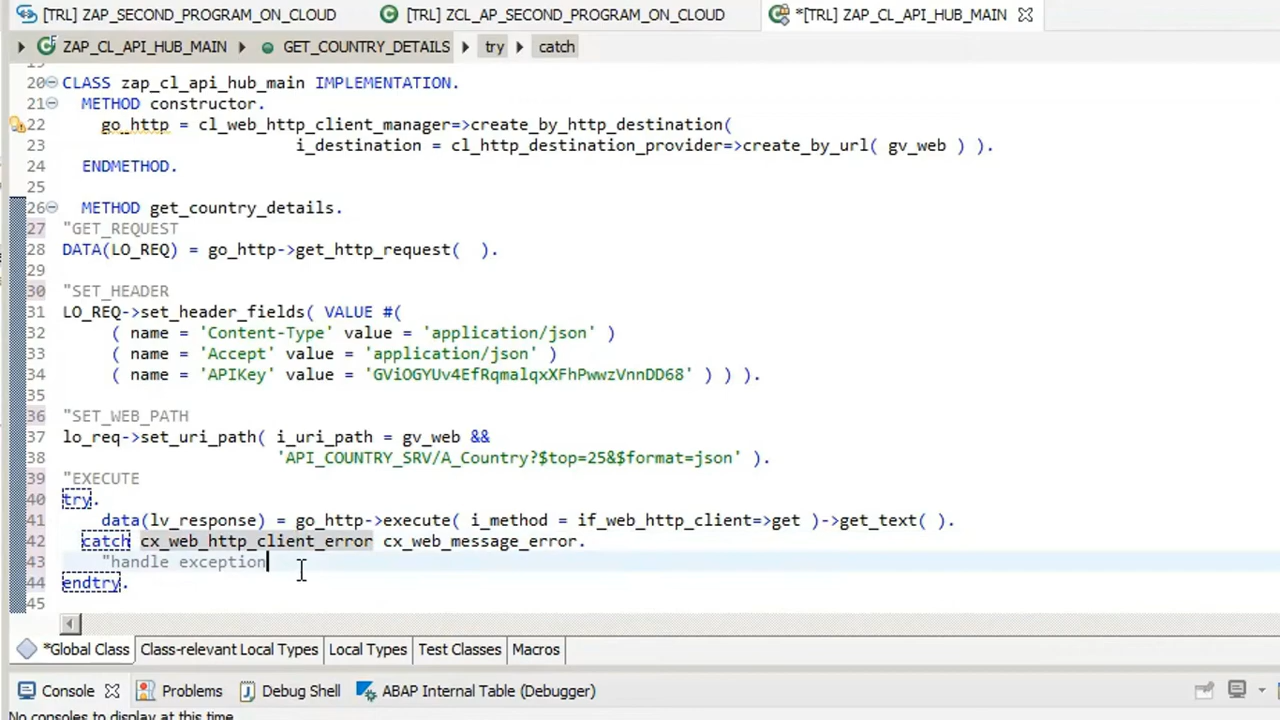 [TRL] ZAP_SECOND_PROGRAM_ON_CLOUD [TRL] ZCL_AP_SECOND_PROGRAM_ON_CLOUD *[TRL] ZAP_CL_API_HUB_MAIN
ZAP_CL_API_HUB_MAIN GET_COUNTRY_DETAILS try catch
19
20 CLASS zap_cl_api_hub_main IMPLEMENTATION.
21 METHOD constructor.
22 go_http = cl_web_http_client_manager=>create_by_http_destination(
23 i_destination = cl_http_destination_provider=>create_by_url( gv_web ) ).
24 ENDMETHOD.
25
26 METHOD get_country_details.
27 "GET_REQUEST
28 DATA(LO_REQ) = go_http->get_http_request(  ).
29
30 "SET_HEADER
31 LO_REQ->set_header_fields( VALUE #(
32 ( name = 'Content-Type' value = 'application/json' )
33 ( name = 'Accept' value = 'application/json' )
34 ( name = 'APIKey' value = 'GViOGYUv4EfRqmalqxXFhPwwzVnnDD68' ) ) ).
35
36 "SET_WEB_PATH
37 lo_req->set_uri_path( i_uri_path = gv_web &&
38 'API_COUNTRY_SRV/A_Country?$top=25&$format=json' ).
39 "EXECUTE
40 try.
41 data(lv_response) = go_http->execute( i_method = if_web_http_client=>get )->get_text( ).
42 catch cx_web_http_client_error cx_web_message_error.
43 "handle exception
44 endtry.
45
*Global Class Class-relevant Local Types Local Types Test Classes Macros
Console Problems Debug Shell ABAP Internal Table (Debugger)
No consoles to display at this time.